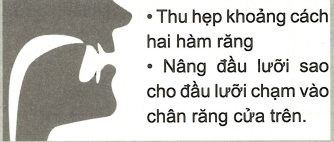 • Thu hẹp khoảng cách
hai hàm răng
• Nâng đầu lưỡi sao
cho đầu lưỡi chạm vào
chân răng cửa trên.